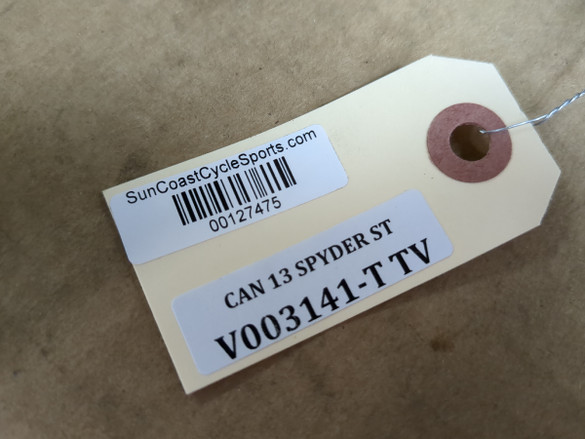 SunCoastCycleSports.com
00127475
CAN 13 SPYDER ST
V003141-T TV